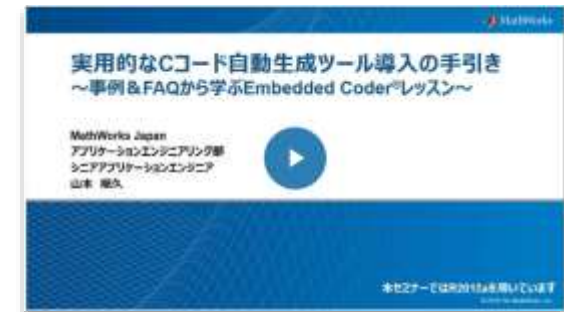 MathWorks
実用的なCコード自動生成ツール導入の手引き
～事例＆FAQから学ぶEmbedded Coder®レッスン～
MathWorks Japan
アプリケーションエンジニアリング部
シニアアプリケーションエンジニア
山本 順久
本セミナーではR2012aを用いています